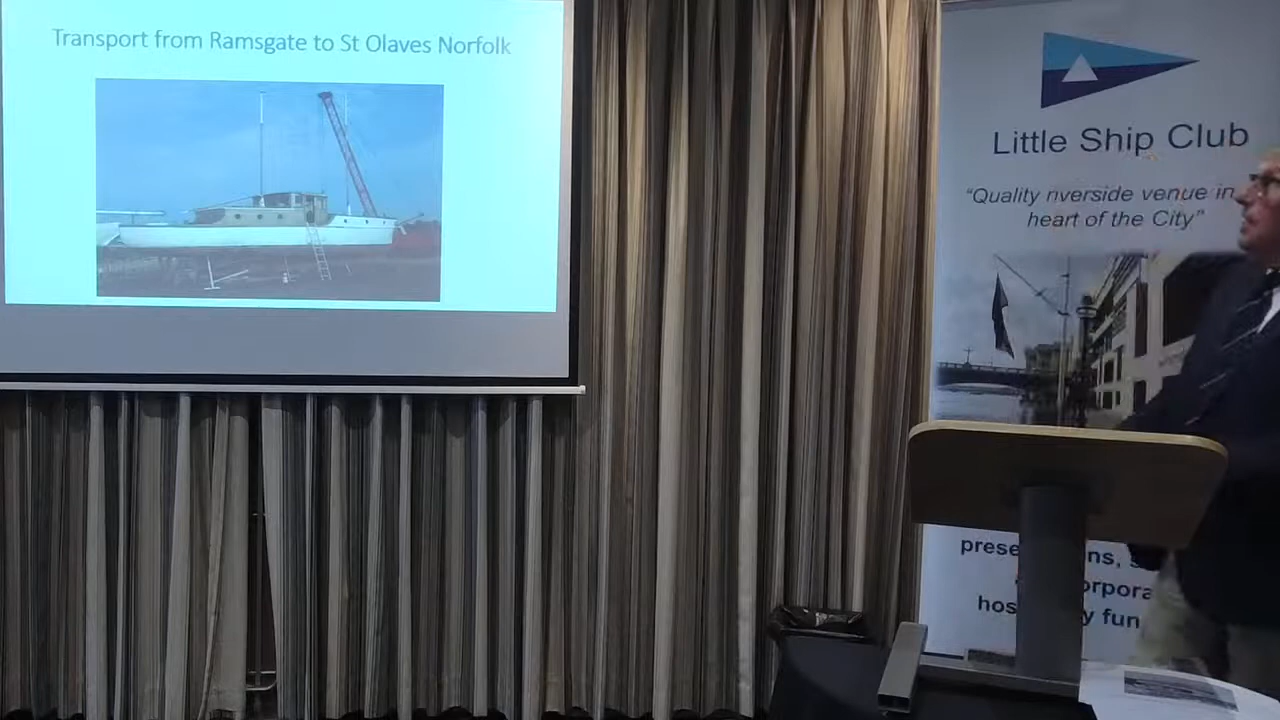 Transport from Ramsgate to St Olaves Norfolk
Little Ship Club
"Quality riverside venue in
heart of the City"